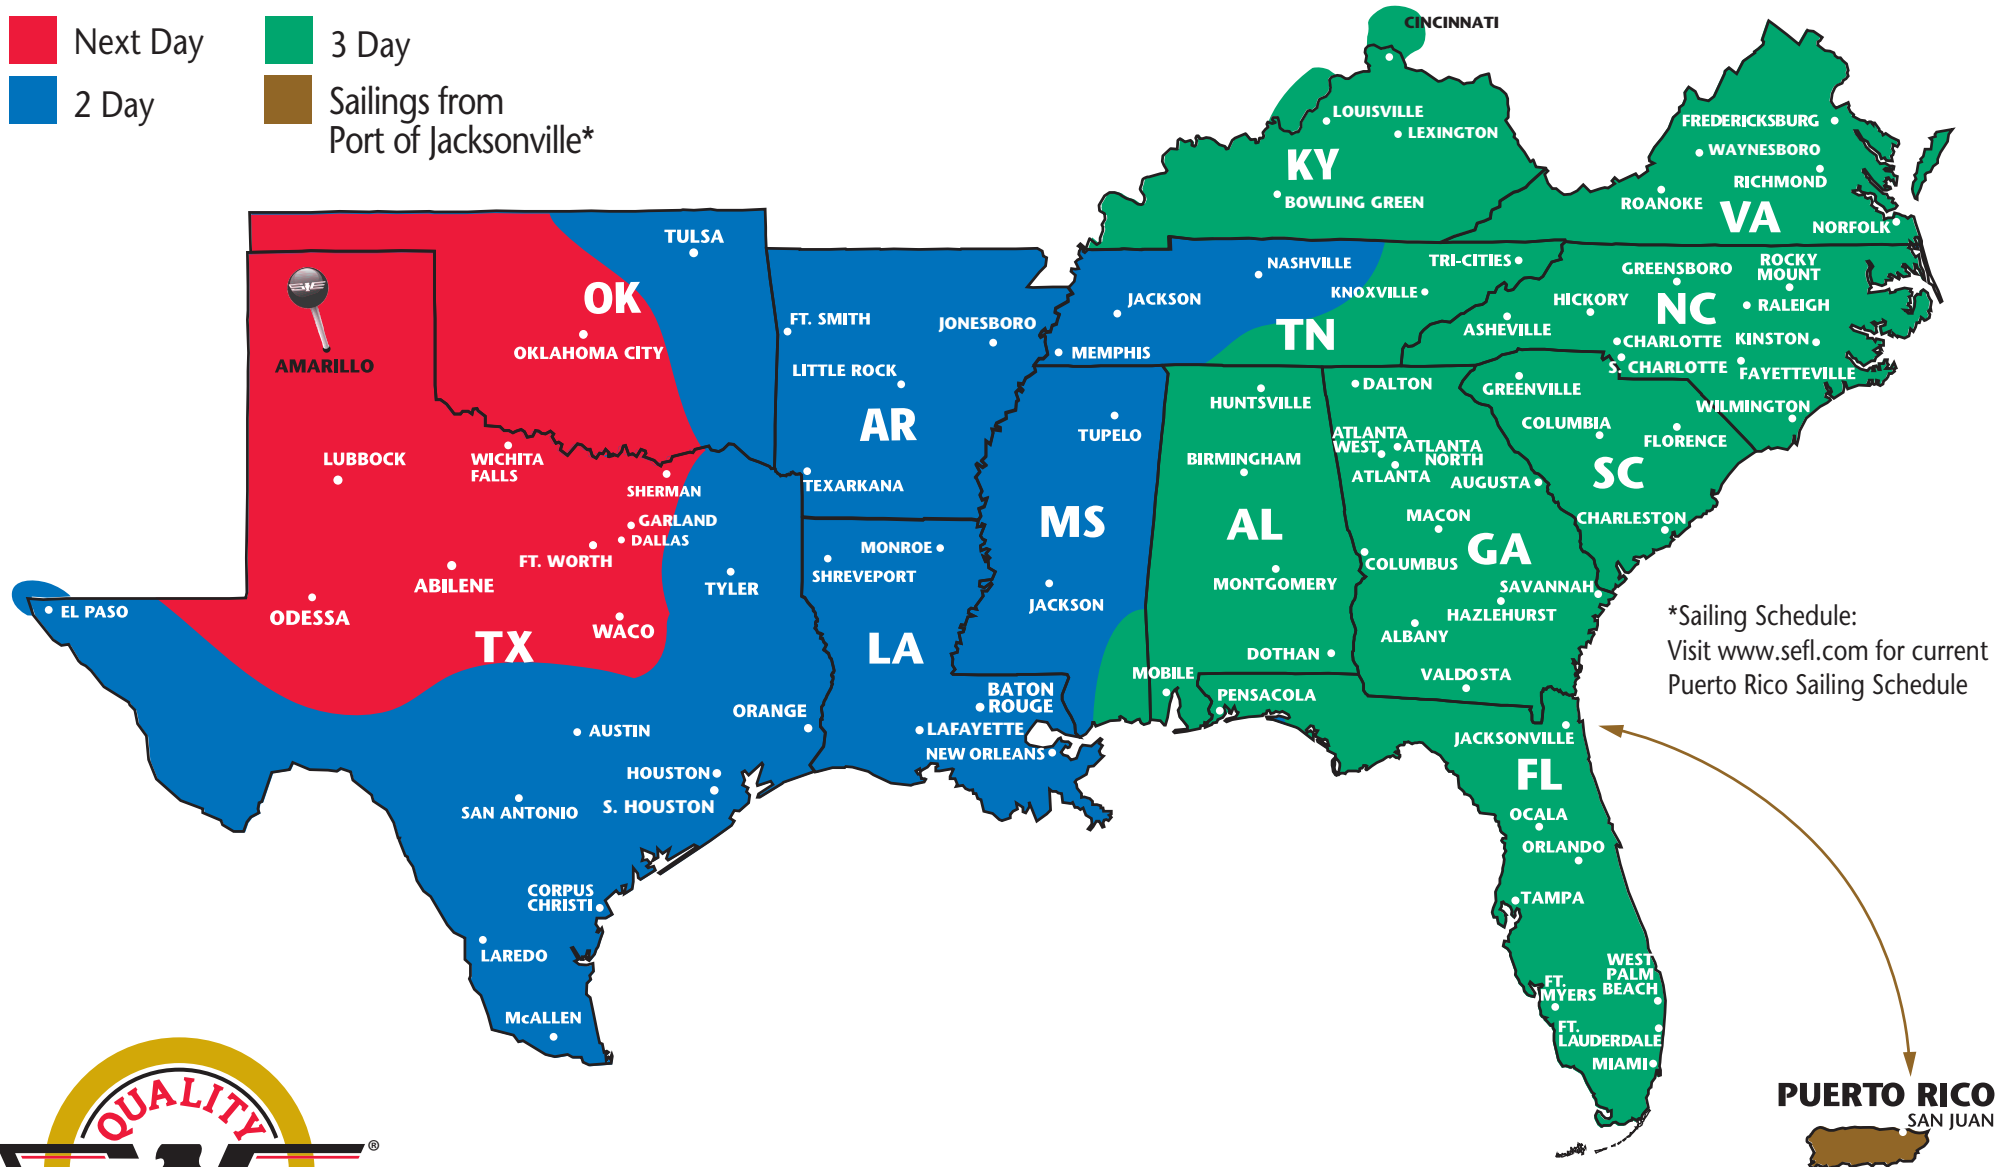 Next Day
3 Day
2 Day
Sailings from
Port of Jacksonville*
CINCINNATI
LOUISVILLE
LEXINGTON
KY
BOWLING GREEN
FREDERICKSBURG
WAYNESBORO
RICHMOND
ROANOKE
VA
NORFOLK
TULSA
OK
OKLAHOMA CITY
AMARILLO
FT. SMITH
JONESBORO
LITTLE ROCK
AR
TEXARKANA
NASHVILLE
JACKSON
MEMPHIS
TRI-CITIES
KNOXVILLE
TN
GREENSBORO
ROCKY
MOUNT
HICKORY
NC
RALEIGH
ASHEVILLE
CHARLOTTE
KINSTON
S. CHARLOTTE
FAYETTEVILLE
WILMINGTON
GREENVILLE
COLUMBIA
FLORENCE
SC
CHARLESTON
LUBBOCK
WICHITA
FALLS
SHERMAN
GARLAND
DALLAS
FT. WORTH
ABILENE
TYLER
EL PASO
ODESSA
WACO
TX
AUSTIN
ORANGE
HOUSTON
S. HOUSTON
SAN ANTONIO
CORPUS
CHRISTI
LAREDO
McALLEN
MONROE
SHREVEPORT
LA
BATON
ROUGE
LAFAYETTE
NEW ORLEANS
TUPELO
MS
JACKSON
HUNTSVILLE
BIRMINGHAM
AL
MONTGOMERY
DOTHAN
MOBILE
DALTON
ATLANTA
WEST
ATLANTA
NORTH
ATLANTA
AUGUSTA
MACON
GA
COLUMBUS
SAVANNAH
HAZLEHURST
ALBANY
VALDOSTA
PENSACOLA
JACKSONVILLE
FL
OCALA
ORLANDO
TAMPA
WEST
PALM
BEACH
FT.
MYERS
FT.
LAUDERDALE
MIAMI
*Sailing Schedule:
Visit www.sefl.com for current
Puerto Rico Sailing Schedule
PUERTO RICO
SAN JUAN
QUALITY
®